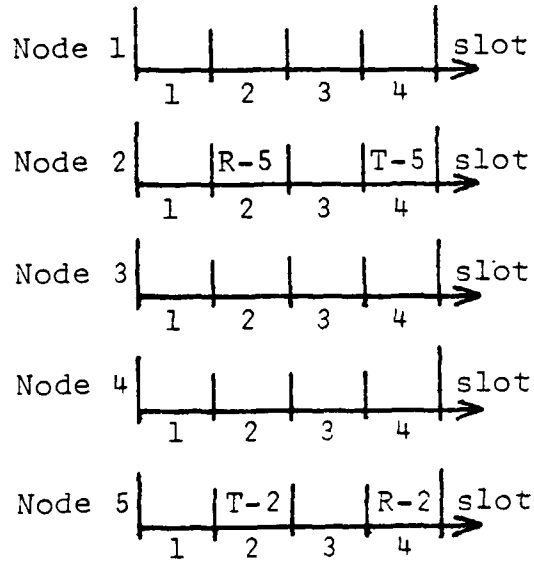 Node 1 slot
1 2 3 4
Node 2 R-5 T-5 slot
1 2 3 4
Node 3 slot
1 2 3 4
Node 4 slot
1 2 3 4
Node 5 T-2 R-2 slot
1 2 3 4